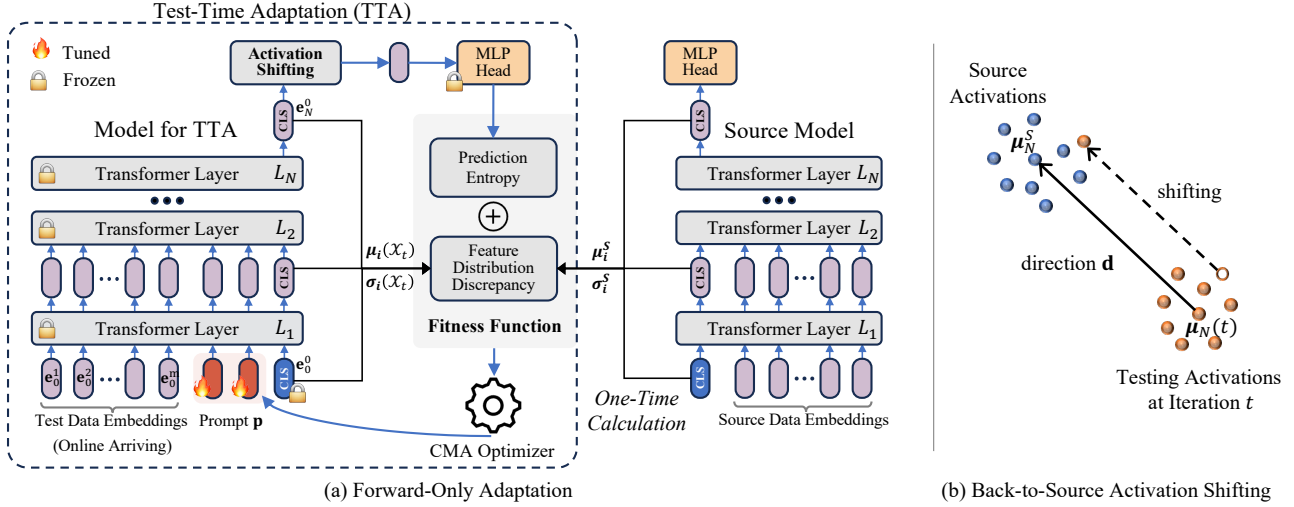 Test-Time Adaptation (TTA)
Tuned
Frozen
Activation
Shifting
MLP
Head
CLS
e_N^0
Model for TTA
Prediction
Entropy
Transformer Layer L_N
•••
Transformer Layer L_2
+
Feature
Distribution
Discrepancy
μ_i(𝒳_t)
σ_i(𝒳_t)
...
CLS
Transformer Layer L_1
Fitness Function
e_0^1
e_0^2
...
e_0^m
CLS
e_0^0
Test Data Embeddings
(Online Arriving)
Prompt p
CMA Optimizer
MLP
Head
CLS
Source Model
Transformer Layer L_N
•••
Transformer Layer L_2
μ_i^S
σ_i^S
CLS
...
Transformer Layer L_1
CLS
...
One-Time
Calculation
Source Data Embeddings
(a) Forward-Only Adaptation
Source
Activations
μ_N^S
shifting
direction d
μ_N(t)
Testing Activations
at Iteration t
(b) Back-to-Source Activation Shifting